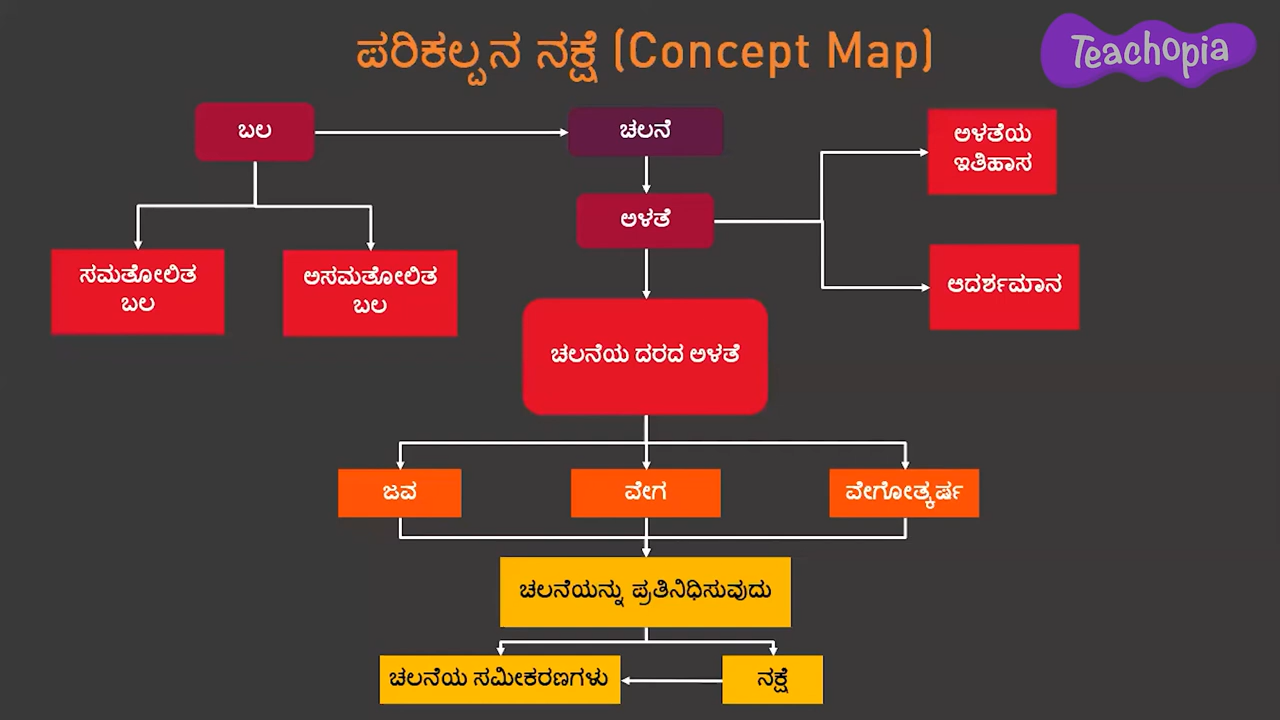 ಪರಿಕಲ್ಪನ ನಕ್ಷೆ (Concept Map)
Teachopia
ಬಲ
ಚಲನೆ
ಅಳತೆಯ
ಇತಿಹಾಸ
ಅಳತೆ
ಸಮತೋಲಿತ
ಬಲ
ಅಸಮತೋಲಿತ
ಬಲ
ಆದರ್ಶಮಾನ
ಚಲನೆಯ ದರದ ಅಳತೆ
ಜವ
ವೇಗ
ವೇಗೋತ್ಕರ್ಷ
ಚಲನೆಯನ್ನು ಪ್ರತಿನಿಧಿಸುವುದು
ಚಲನೆಯ ಸಮೀಕರಣಗಳು
ನಕ್ಷೆ